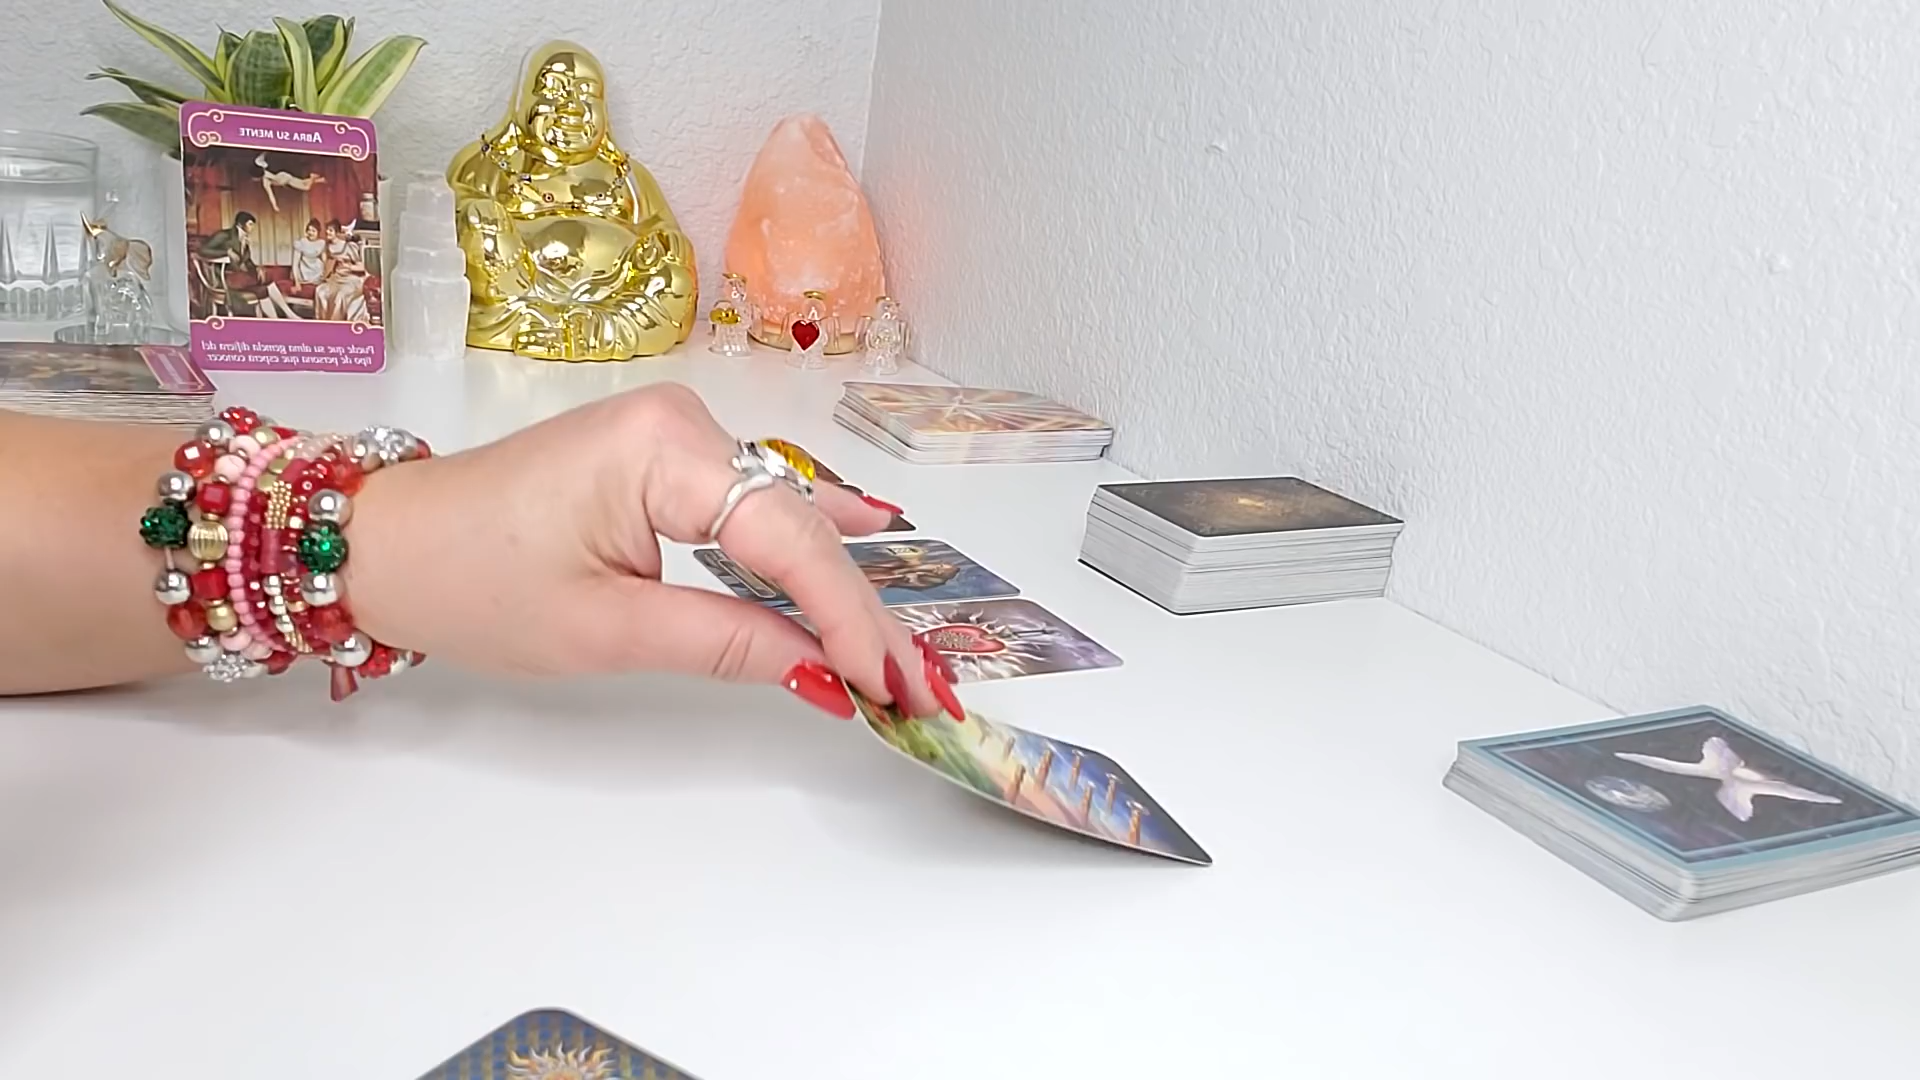 ABRA SU MENTE
Puede que su alma gemela difiera del
tipo de persona que espera conocer.